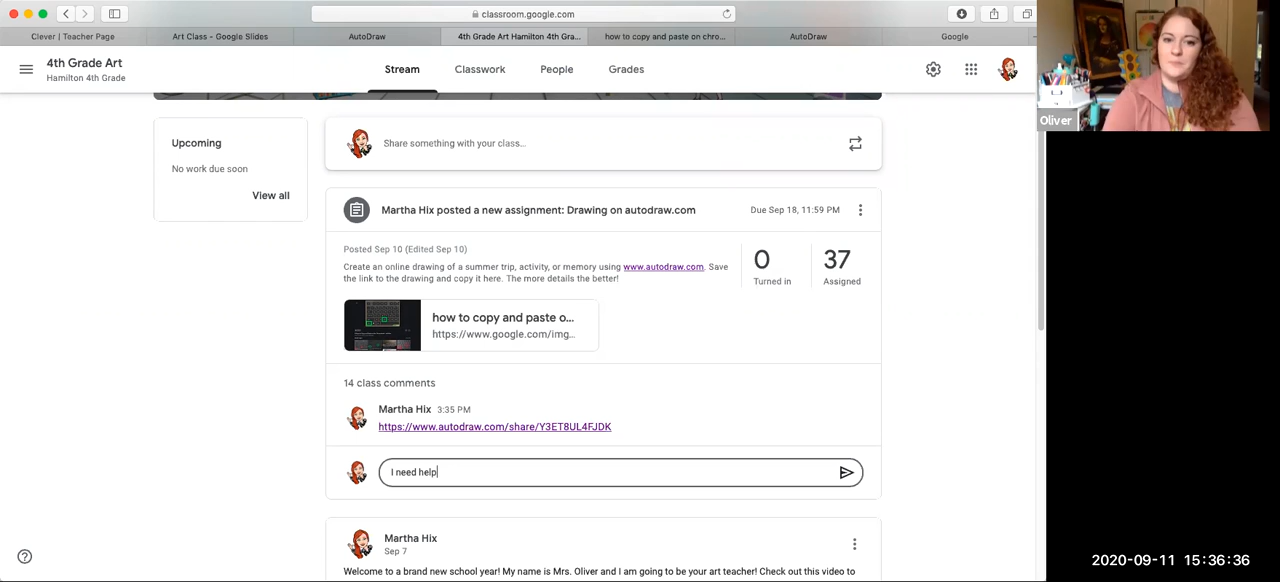 classroom.google.com
Clever | Teacher Page
Art Class - Google Slides
AutoDraw
4th Grade Art Hamilton 4th Gra...
how to copy and paste on chro...
AutoDraw
Google
4th Grade Art
Hamilton 4th Grade
Stream
Classwork
People
Grades
Oliver
Upcoming
No work due soon
View all
Share something with your class...
Martha Hix posted a new assignment: Drawing on autodraw.com
Due Sep 18, 11:59 PM
Posted Sep 10 (Edited Sep 10)
Create an online drawing of a summer trip, activity, or memory using www.autodraw.com. Save
the link to the drawing and copy it here. The more details the better!
0
Turned in
37
Assigned
how to copy and paste o...
https://www.google.com/img...
14 class comments
Martha Hix 3:35 PM
https://www.autodraw.com/share/Y3ET8UL4FJDK
I need help
Martha Hix
Sep 7
Welcome to a brand new school year! My name is Mrs. Oliver and I am going to be your art teacher! Check out this video to
2020-09-11 15:36:36